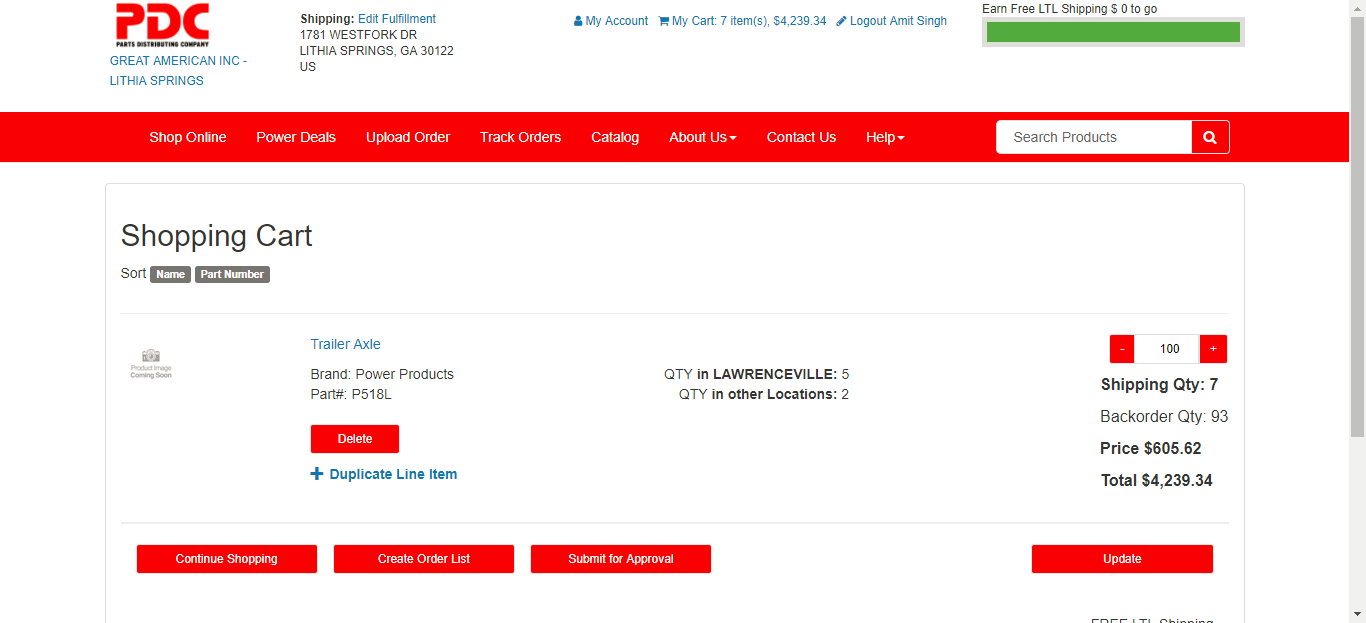 PDC
PARTS DISTRIBUTING COMPANY
GREAT AMERICAN INC -
LITHIA SPRINGS
Shipping: Edit Fulfillment
1781 WESTFORK DR
LITHIA SPRINGS, GA 30122
US
My Account My Cart: 7 item(s), $4,239.34 Logout Amit Singh
Earn Free LTL Shipping $ 0 to go
Shop Online Power Deals Upload Order Track Orders Catalog About Us Contact Us Help Search Products
Shopping Cart
Sort Name Part Number
Product Image
Coming Soon
Trailer Axle
Brand: Power Products
Part#: P518L
Delete
Duplicate Line Item
QTY in LAWRENCEVILLE: 5
QTY in other Locations: 2
- 100 +
Shipping Qty: 7
Backorder Qty: 93
Price $605.62
Total $4,239.34
Continue Shopping Create Order List Submit for Approval Update
FREE LTL Shipping